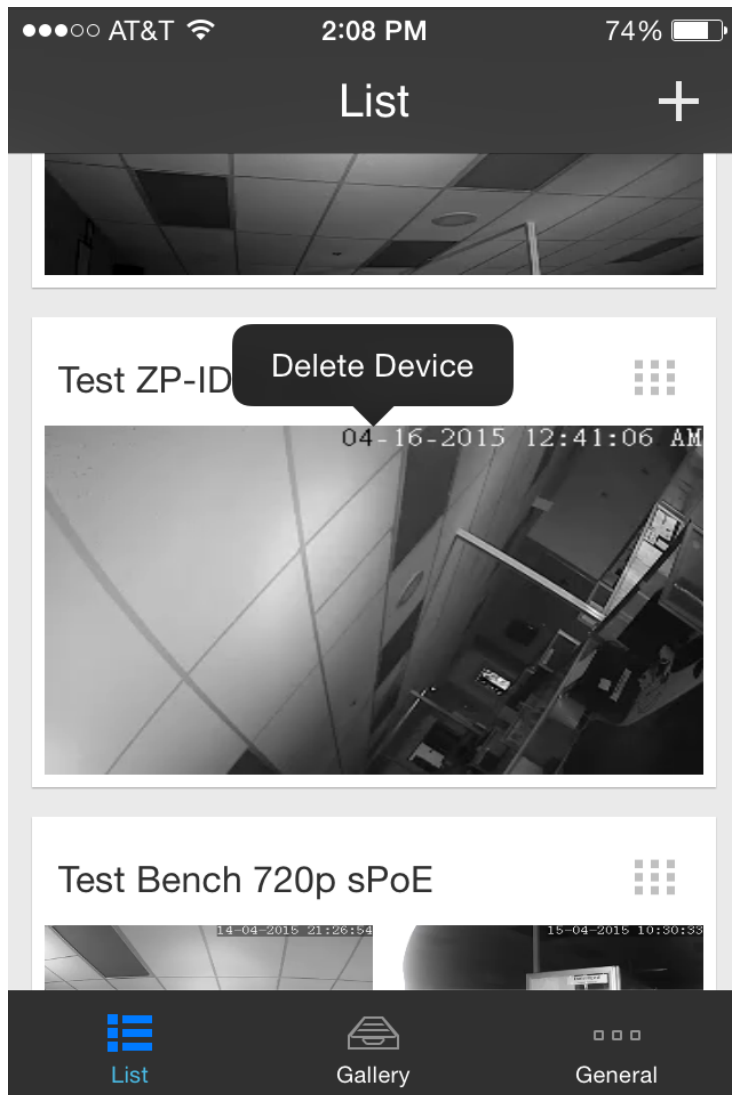 AT&T 2:08 PM 74%
List +
Delete Device
Test ZP-ID
04-16-2015 12:41:06 AM
Test Bench 720p sPoE
14-04-2015 21:26:54 15-04-2015 10:30:33
List Gallery General